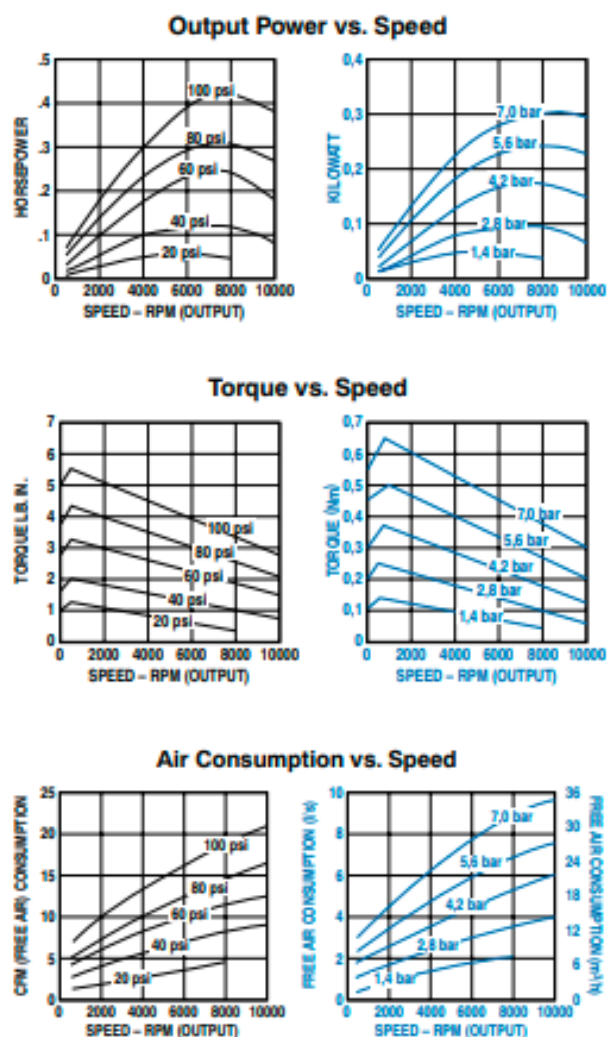 Output Power vs. Speed
HORSEPOWER
.5
.4
.3
.2
.1
0
100 psi
80 psi
60 psi
40 psi
20 psi
0 2000 4000 6000 8000 10000
SPEED – RPM (OUTPUT)
KILOWATT
0,4
0,3
0,2
0,1
0
7,0 bar
5,6 bar
4,2 bar
2,8 bar
1,4 bar
0 2000 4000 6000 8000 10000
SPEED – RPM (OUTPUT)
Torque vs. Speed
TORQUE LB. IN.
7
6
5
4
3
2
1
0
100 psi
80 psi
60 psi
40 psi
20 psi
0 2000 4000 6000 8000 10000
SPEED – RPM (OUTPUT)
TORQUE (Nm)
0,7
0,6
0,5
0,4
0,3
0,2
0,1
0
7,0 bar
5,6 bar
4,2 bar
2,8 bar
1,4 bar
0 2000 4000 6000 8000 10000
SPEED – RPM (OUTPUT)
Air Consumption vs. Speed
CFM (FREE AIR) CONSUMPTION
25
20
15
10
5
0
100 psi
80 psi
60 psi
40 psi
20 psi
0 2000 4000 6000 8000 10000
SPEED – RPM (OUTPUT)
FREE AIR CONSUMPTION (l/s)
10
8
6
4
2
0
7,0 bar
5,6 bar
4,2 bar
2,8 bar
1,4 bar
36
30
24
18
12
6
0
FREE AIR CONSUMPTION (m³/h)
0 2000 4000 6000 8000 10000
SPEED – RPM (OUTPUT)